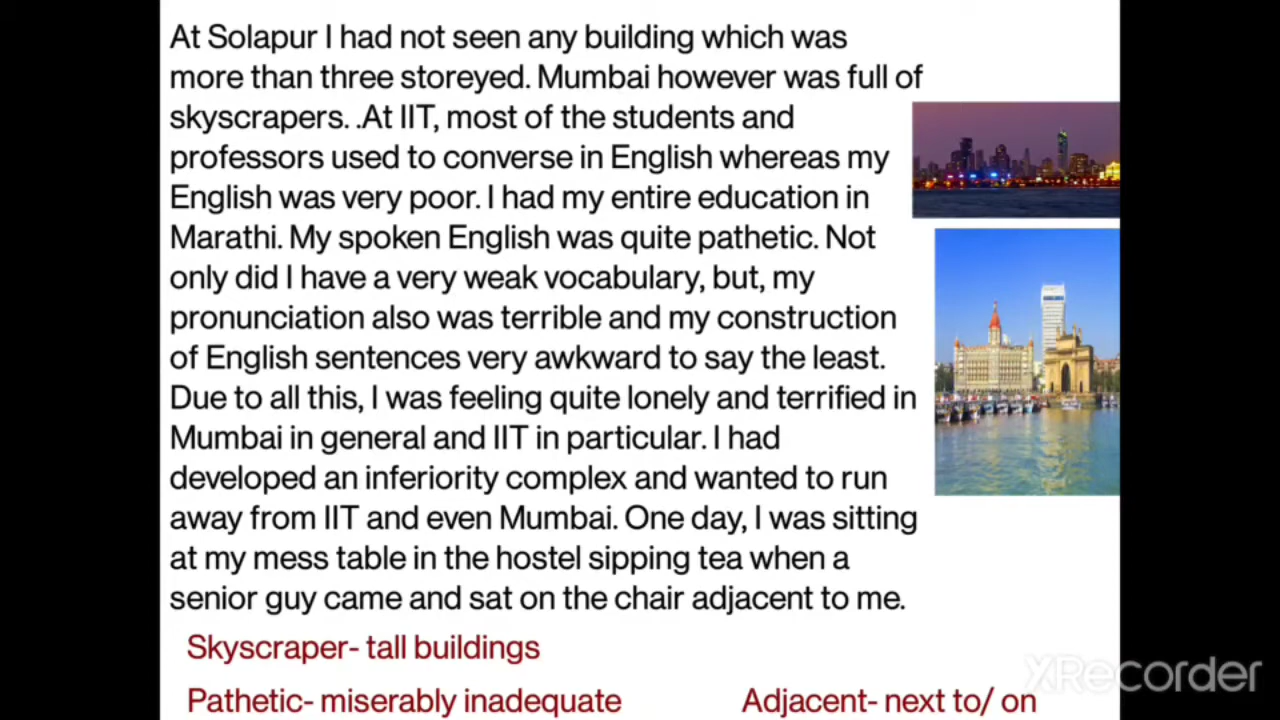 At Solapur I had not seen any building which was
more than three storeyed. Mumbai however was full of
skyscrapers. .At IIT, most of the students and
professors used to converse in English whereas my
English was very poor. I had my entire education in
Marathi. My spoken English was quite pathetic. Not
only did I have a very weak vocabulary, but, my
pronunciation also was terrible and my construction
of English sentences very awkward to say the least.
Due to all this, I was feeling quite lonely and terrified in
Mumbai in general and IIT in particular. I had
developed an inferiority complex and wanted to run
away from IIT and even Mumbai. One day, I was sitting
at my mess table in the hostel sipping tea when a
senior guy came and sat on the chair adjacent to me.
Skyscraper- tall buildings
Pathetic- miserably inadequate Adjacent- next to/ on
XRecorder